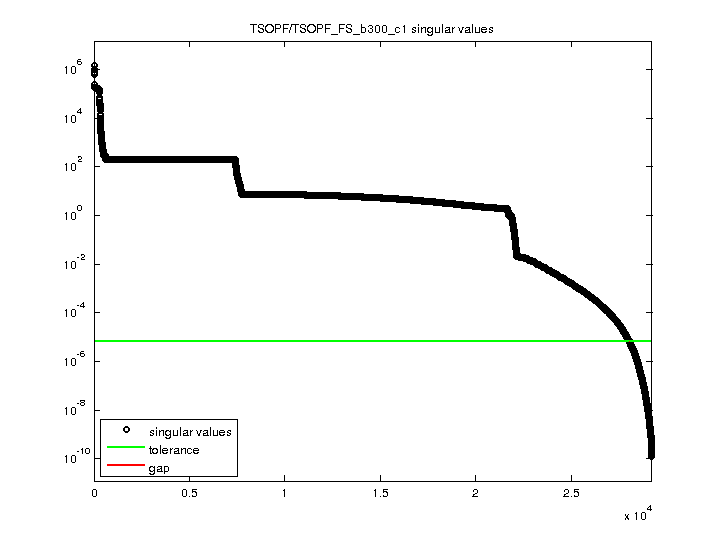 TSOPF/TSOPF_FS_b300_c1 singular values
10^6
10^4
10^2
10^0
10^-2
10^-4
10^-6
10^-8
10^-10
singular values
tolerance
gap
0 0.5 1 1.5 2 2.5
x 10^4